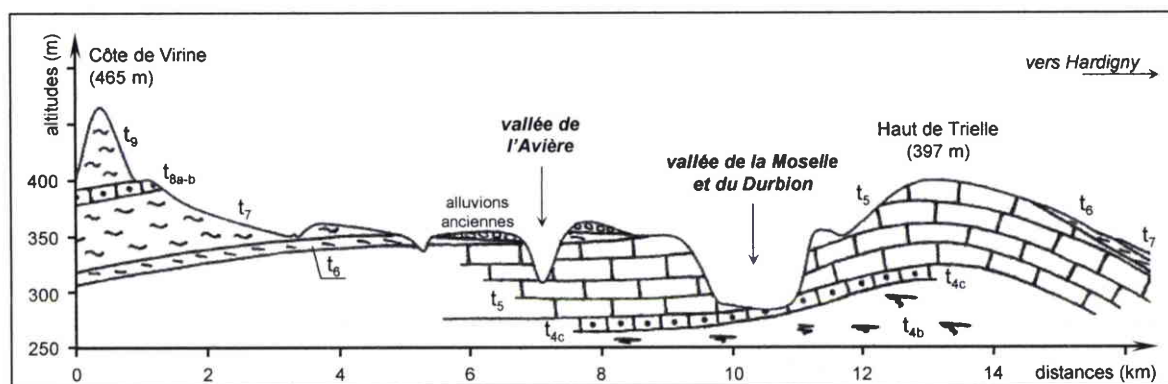 altitudes (m)
Côte de Virine
(465 m)
vers Hardigny
vallée de
l'Avière
Haut de Trielle
(397 m)
vallée de la Moselle
et du Durbion
t9
t8a-b
t7
alluvions
anciennes
t5
t6
t7
t6
t5
t4c
t4c
t4b
400
350
300
250
0 2 4 6 8 10 12 14 distances (km)